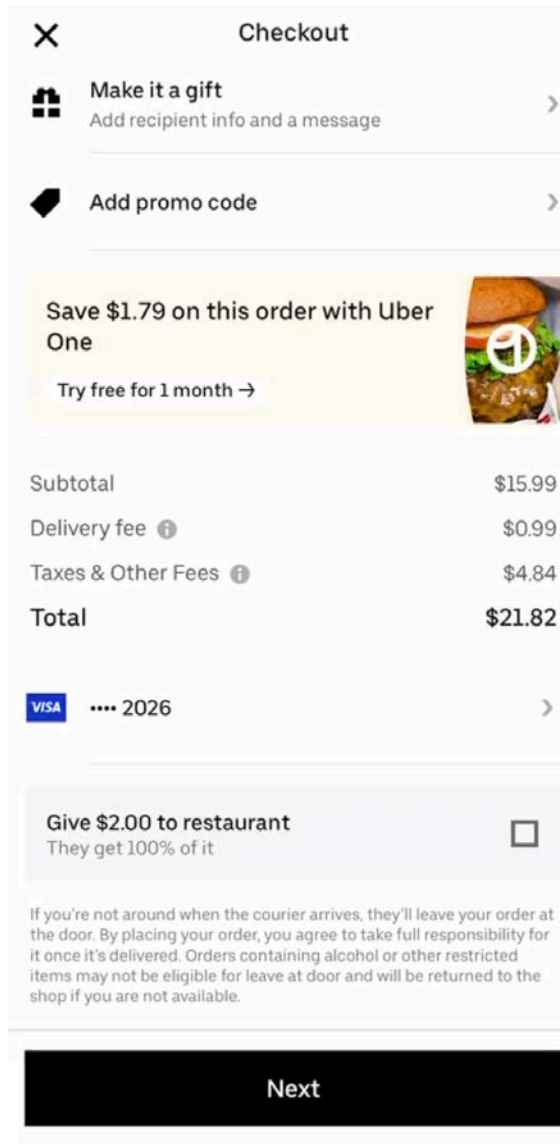 Checkout
Make it a gift
Add recipient info and a message
Add promo code
Save $1.79 on this order with Uber
One
Try free for 1 month →
Subtotal $15.99
Delivery fee $0.99
Taxes & Other Fees $4.84
Total $21.82
VISA •••• 2026
Give $2.00 to restaurant
They get 100% of it
If you're not around when the courier arrives, they'll leave your order at
the door. By placing your order, you agree to take full responsibility for
it once it's delivered. Orders containing alcohol or other restricted
items may not be eligible for leave at door and will be returned to the
shop if you are not available.
Next